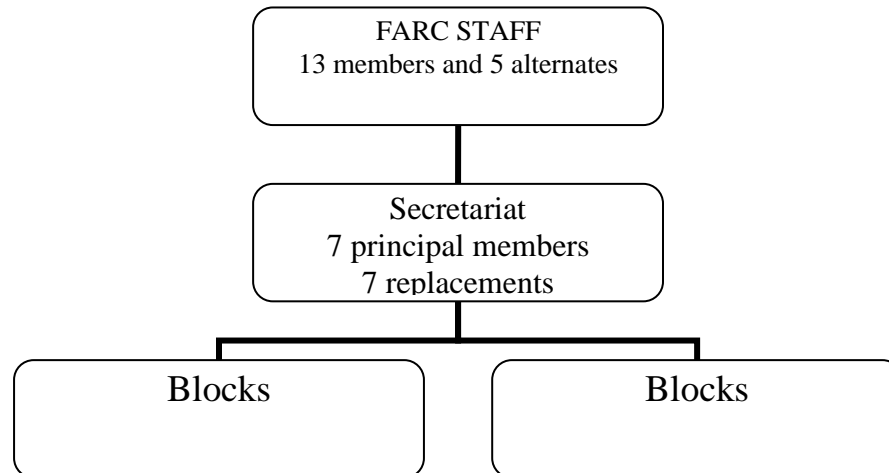 FARC STAFF
13 members and 5 alternates
Secretariat
7 principal members
7 replacements
Blocks
Blocks